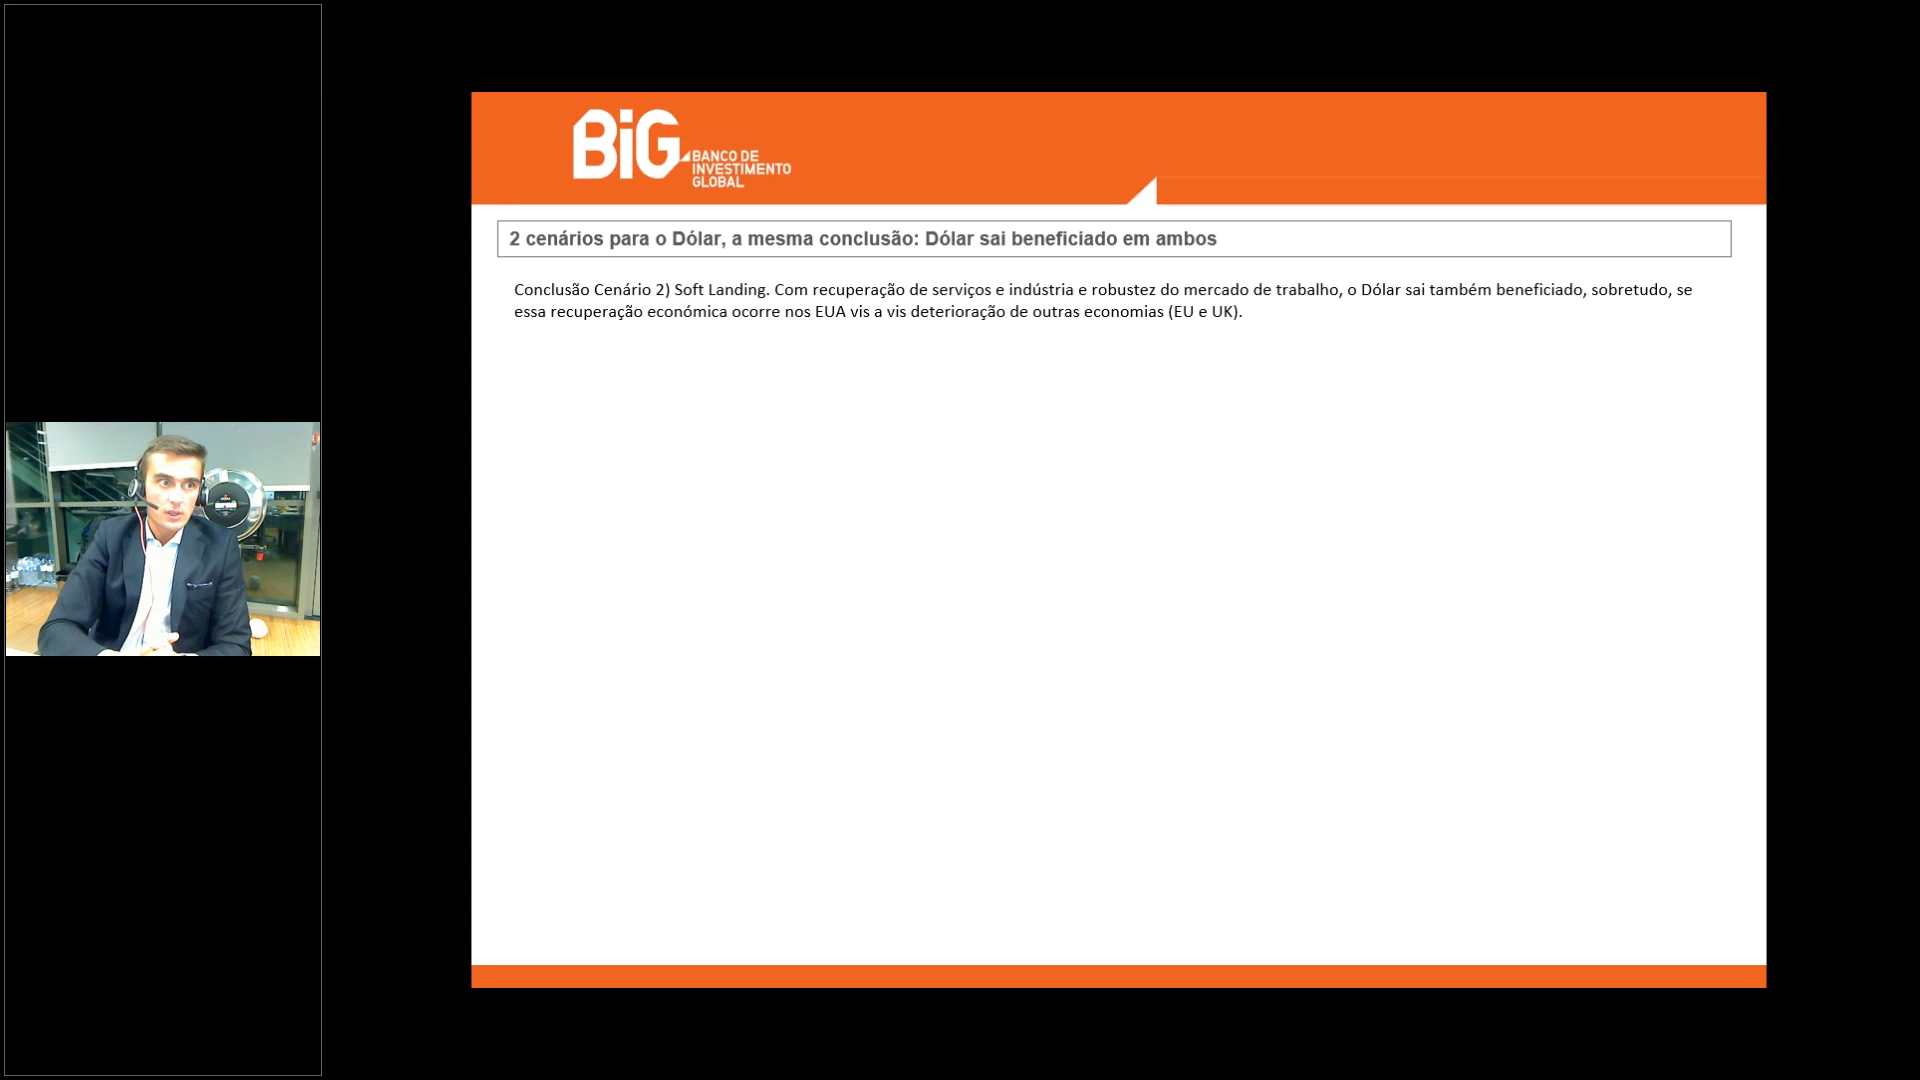 BiG
BANCO DE
INVESTIMENTO
GLOBAL
2 cenários para o Dólar, a mesma conclusão: Dólar sai beneficiado em ambos
Conclusão Cenário 2) Soft Landing. Com recuperação de serviços e indústria e robustez do mercado de trabalho, o Dólar sai também beneficiado, sobretudo, se
essa recuperação económica ocorre nos EUA vis a vis deterioração de outras economias (EU e UK).